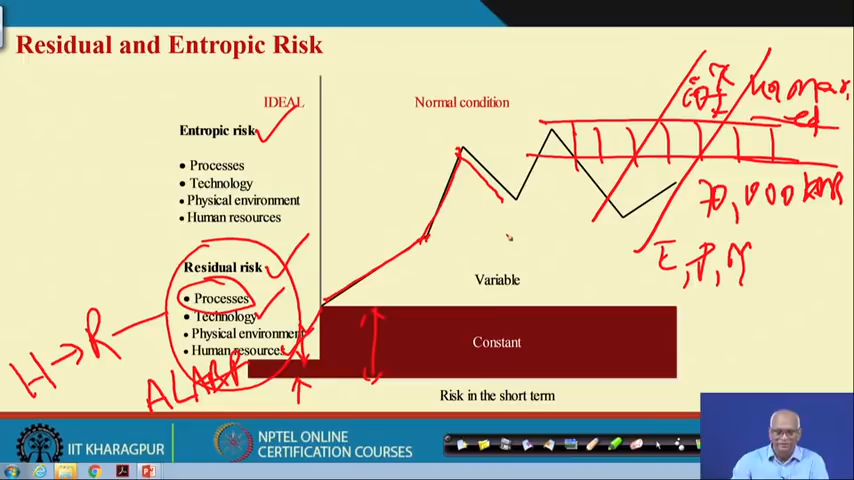 Residual and Entropic Risk
IDEAL
Normal condition
Entropic risk
• Processes
• Technology
• Physical environment
• Human resources
Residual risk
• Processes
• Technology
• Physical environment
• Human resources
Variable
Constant
Risk in the short term
H → R
ALARP
70,000 KMR
E, P, M
IIT KHARAGPUR
NPTEL ONLINE
CERTIFICATION COURSES